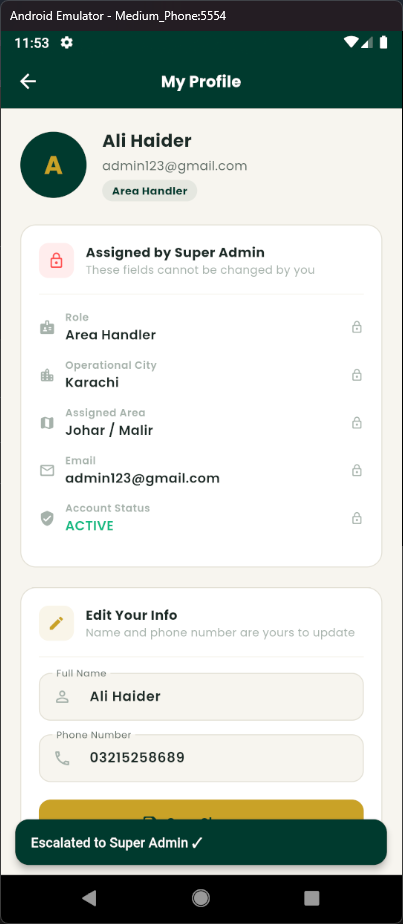 Android Emulator - Medium_Phone:5554
11:53
My Profile
A
Ali Haider
admin123@gmail.com
Area Handler
Assigned by Super Admin
These fields cannot be changed by you
Role
Area Handler
Operational City
Karachi
Assigned Area
Johar / Malir
Email
admin123@gmail.com
Account Status
ACTIVE
Edit Your Info
Name and phone number are yours to update
Full Name
Ali Haider
Phone Number
03215258689
Escalated to Super Admin ✓